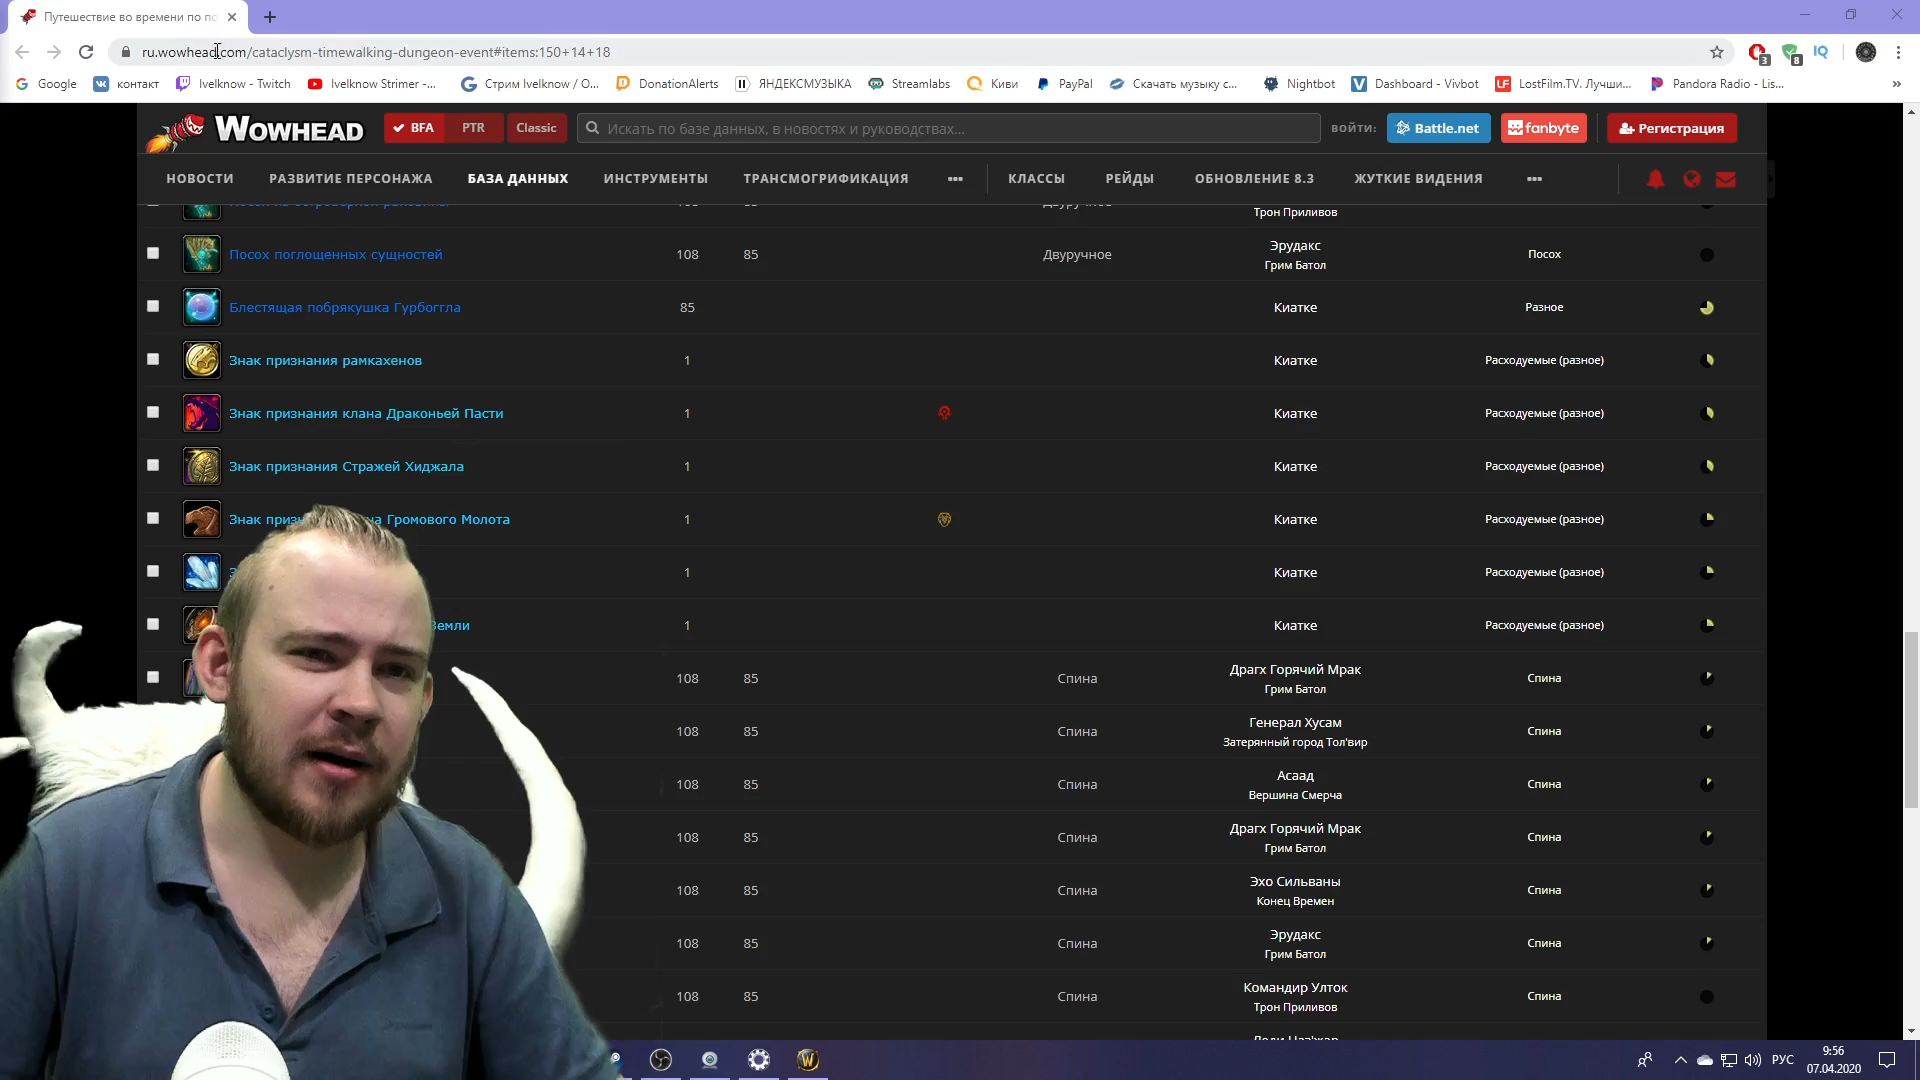 Путешествие во времени по по
ru.wowhead.com/cataclysm-timewalking-dungeon-event#items:150+14+18
3
8
IQ
Google
контакт
Ivelknow - Twitch
Ivelknow Strimer -...
Стрим Ivelknow / О...
DonationAlerts
ЯНДЕКСМУЗЫКА
Streamlabs
Киви
PayPal
Скачать музыку с...
Nightbot
Dashboard - Vivbot
LostFilm.TV. Лучши...
Pandora Radio - Lis...
WOWHEAD
BFA
PTR
Classic
Искать по базе данных, в новостях и руководствах...
ВОЙТИ:
Battle.net
fanbyte
Регистрация
НОВОСТИ
РАЗВИТИЕ ПЕРСОНАЖА
БАЗА ДАННЫХ
ИНСТРУМЕНТЫ
ТРАНСМОГРИФИКАЦИЯ
КЛАССЫ
РЕЙДЫ
ОБНОВЛЕНИЕ 8.3
ЖУТКИЕ ВИДЕНИЯ
Трон Приливов
Посох поглощенных сущностей 108 85 Двуручное Эрудакс Посох
Грим Батол
Блестящая побрякушка Гурбоггла 85 Киатке Разное
Знак признания рамкахенов 1 Киатке Расходуемые (разное)
Знак признания клана Драконьей Пасти 1 Киатке Расходуемые (разное)
Знак признания Стражей Хиджала 1 Киатке Расходуемые (разное)
Знак приз а Громового Молота 1 Киатке Расходуемые (разное)
1 Киатке Расходуемые (разное)
Земли 1 Киатке Расходуемые (разное)
108 85 Спина Драгх Горячий Мрак Спина
Грим Батол
108 85 Спина Генерал Хусам Спина
Затерянный город Тол'вир
108 85 Спина Асаад Спина
Вершина Смерча
108 85 Спина Драгх Горячий Мрак Спина
Грим Батол
108 85 Спина Эхо Сильваны Спина
Конец Времен
108 85 Спина Эрудакс Спина
Грим Батол
108 85 Спина Командир Улток Спина
Трон Приливов
РУС
9:56
07.04.2020